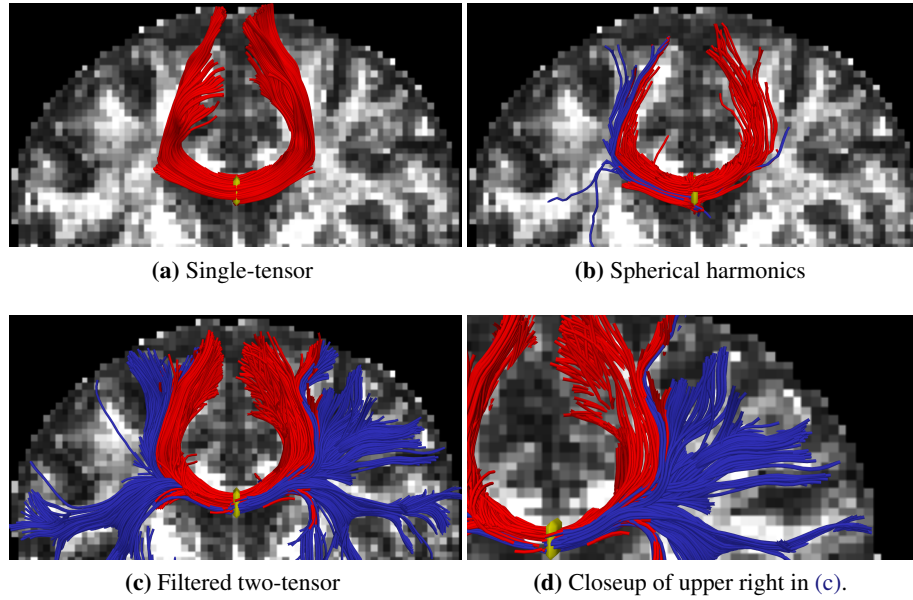 (a) Single-tensor
(b) Spherical harmonics
(c) Filtered two-tensor
(d) Closeup of upper right in (c).